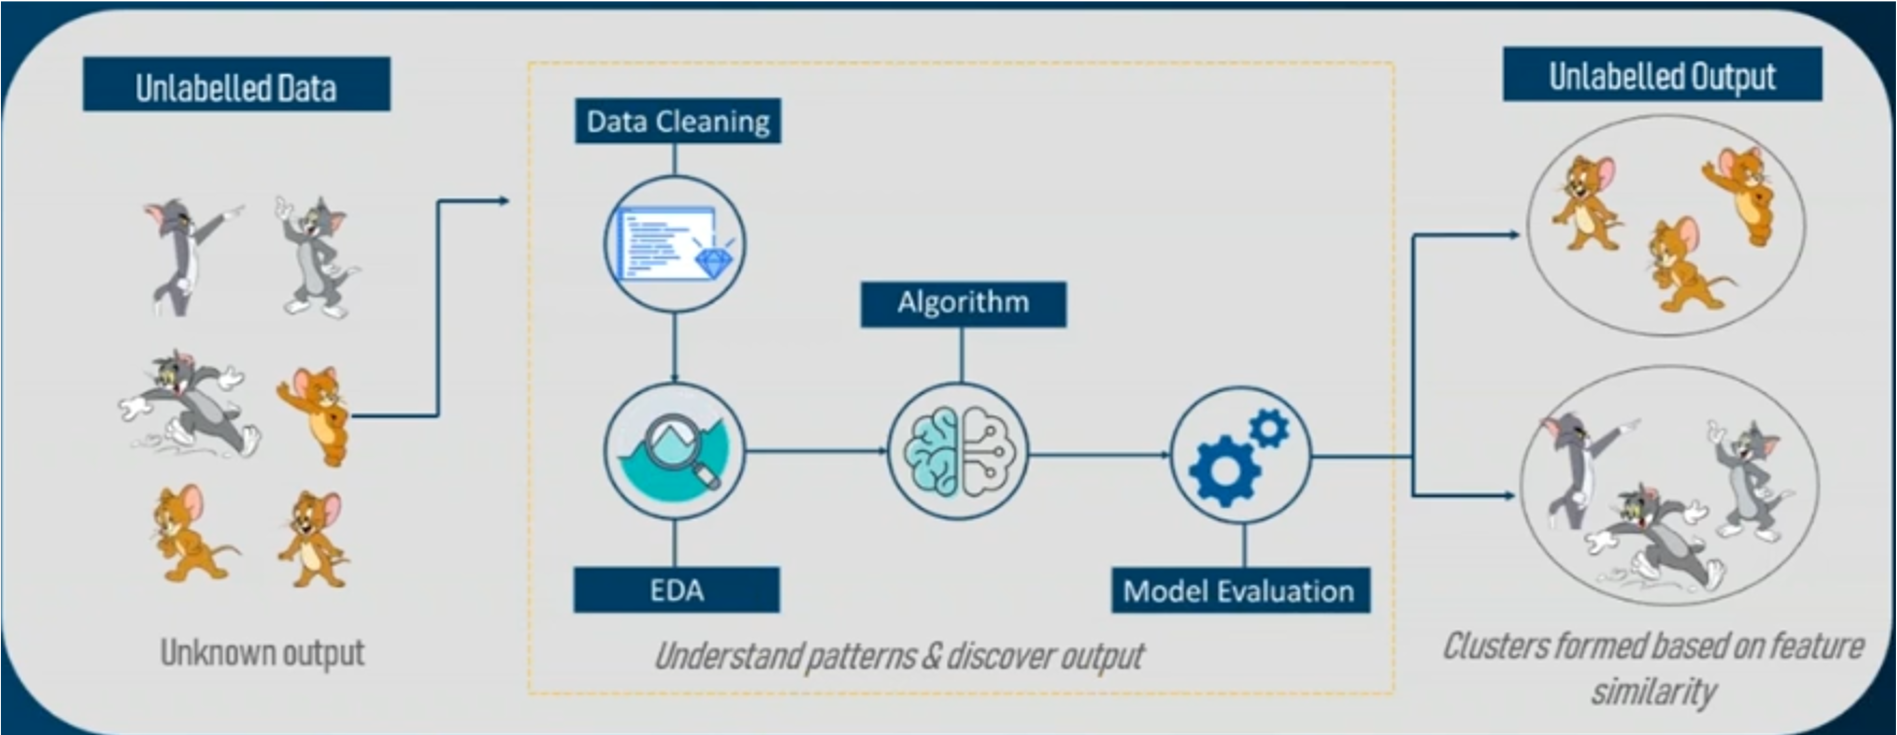 Unlabelled Data
Unknown output
Data Cleaning
EDA
Algorithm
Model Evaluation
Understand patterns & discover output
Unlabelled Output
Clusters formed based on feature
similarity